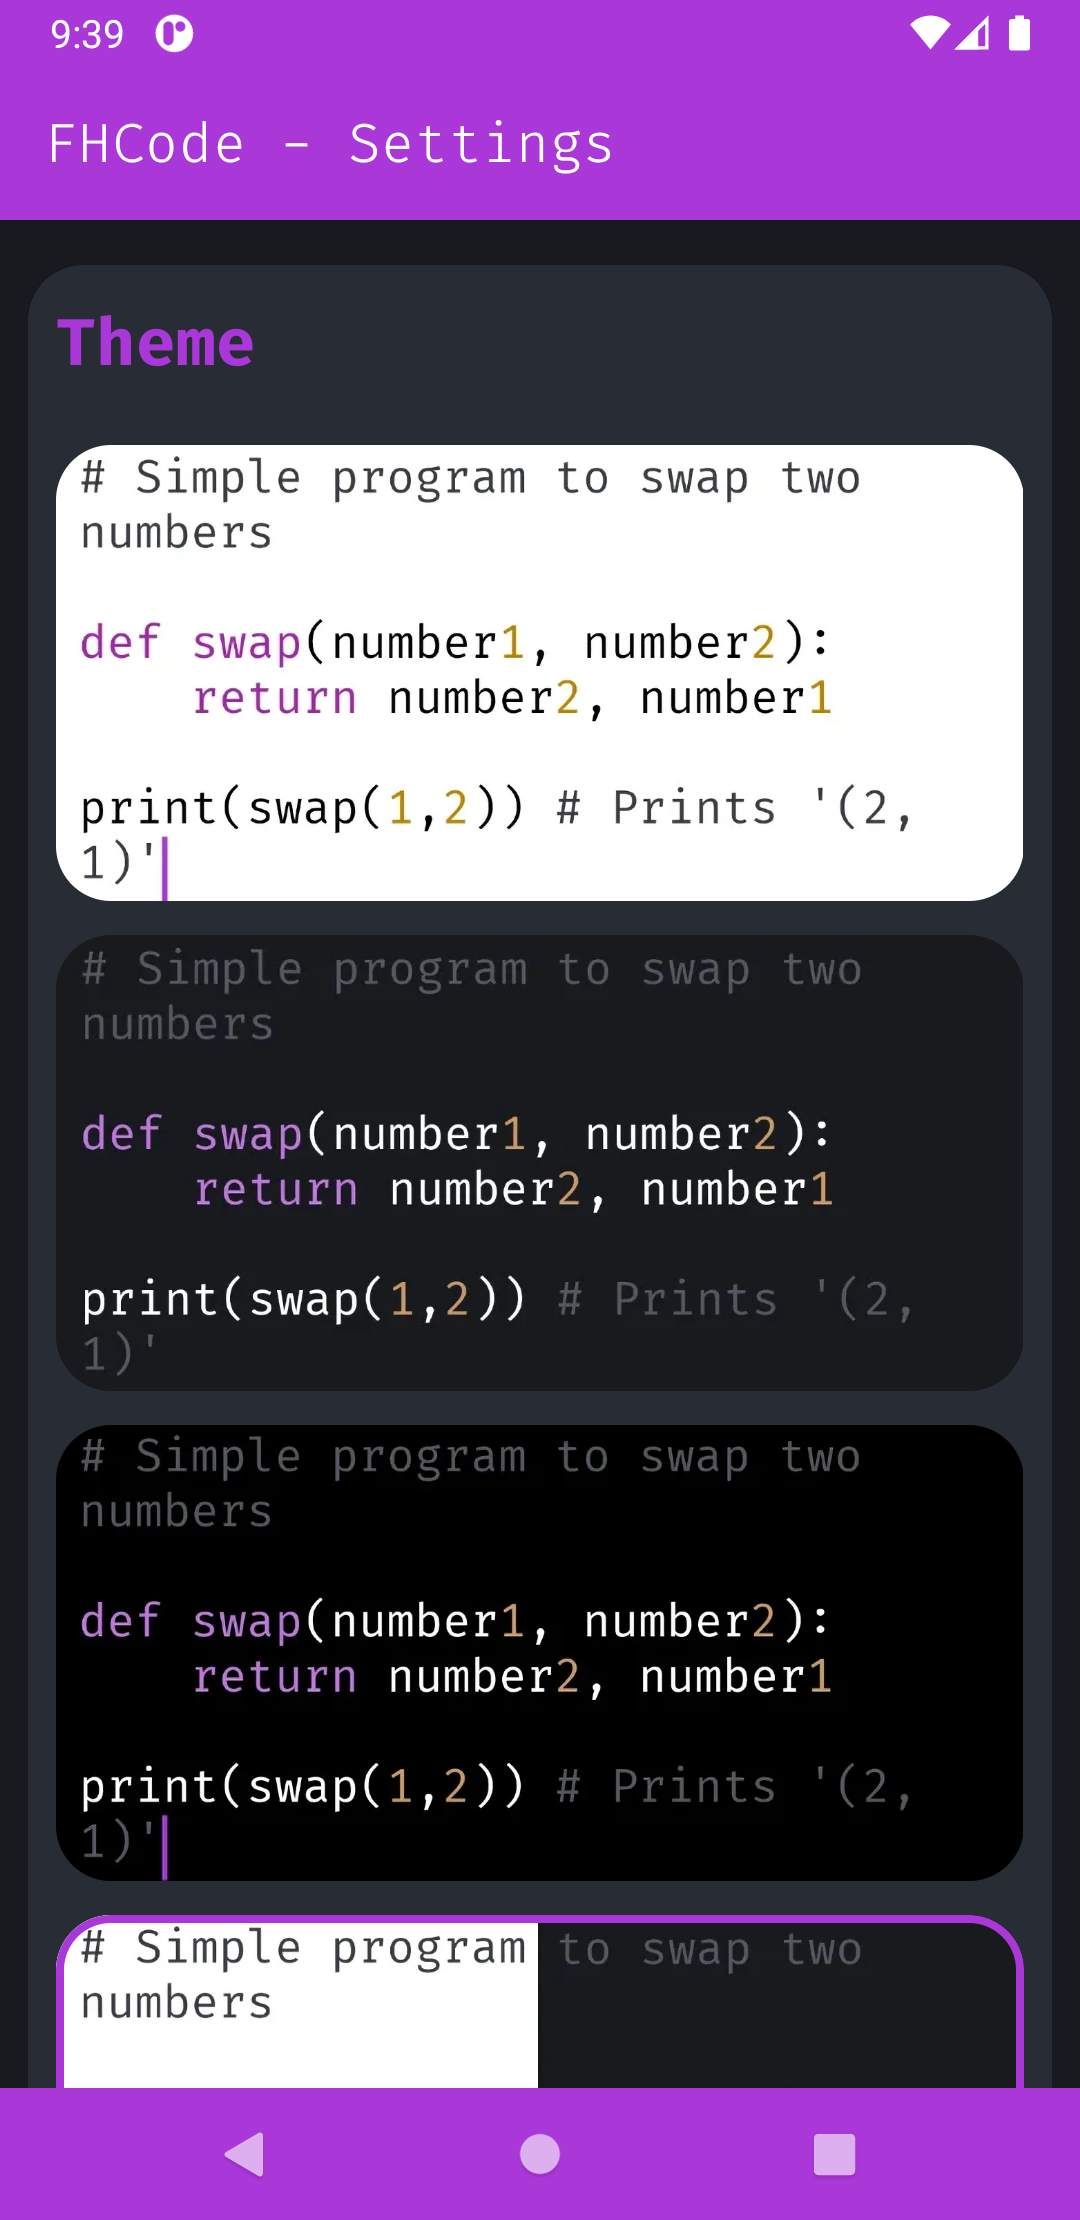 9:39
FHCode - Settings
Theme
# Simple program to swap two
numbers
def swap(number1, number2):
    return number2, number1
print(swap(1,2)) # Prints '(2,
1)'
# Simple program to swap two
numbers
def swap(number1, number2):
    return number2, number1
print(swap(1,2)) # Prints '(2,
1)'
# Simple program to swap two
numbers
def swap(number1, number2):
    return number2, number1
print(swap(1,2)) # Prints '(2,
1)'
# Simple program to swap two
numbers